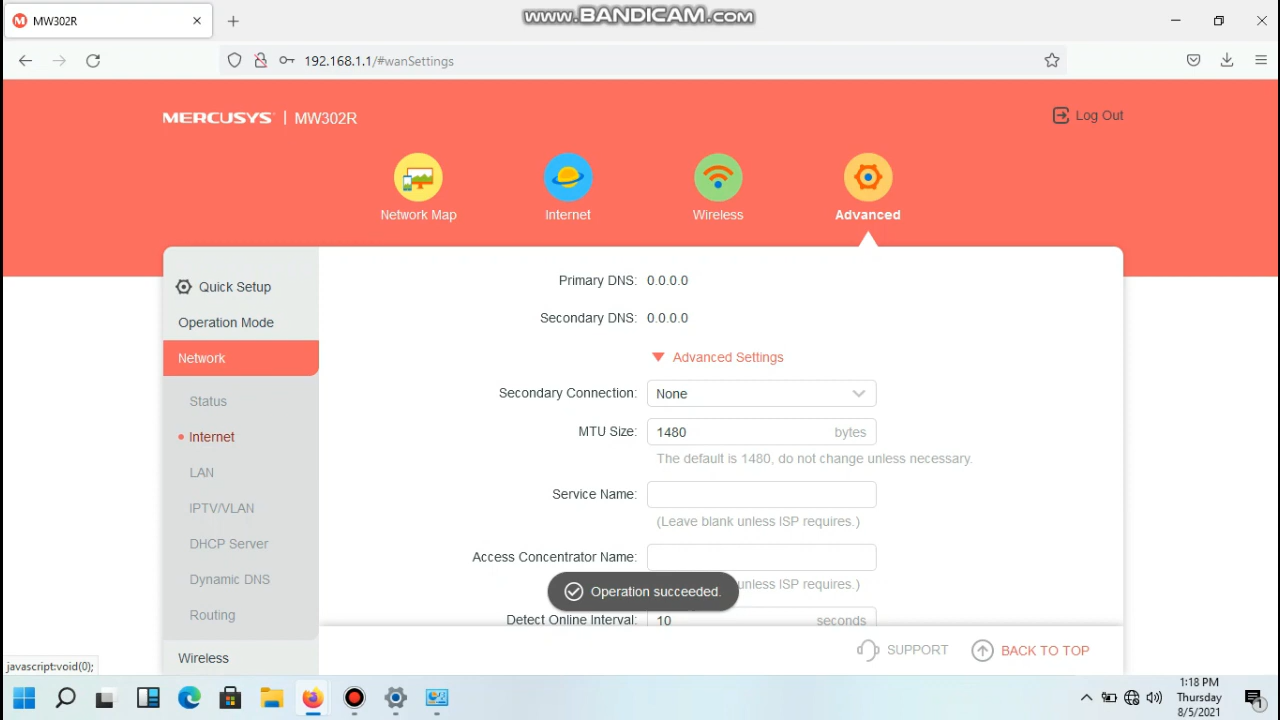 MW302R
www.BANDICAM.com
192.168.1.1/#wanSettings
MERCUSYS | MW302R
Log Out
Network Map
Internet
Wireless
Advanced
Quick Setup
Operation Mode
Network
Status
Internet
LAN
IPTV/VLAN
DHCP Server
Dynamic DNS
Routing
Wireless
Primary DNS: 0.0.0.0
Secondary DNS: 0.0.0.0
Advanced Settings
Secondary Connection: None
MTU Size: 1480 bytes
The default is 1480, do not change unless necessary.
Service Name:
(Leave blank unless ISP requires.)
Access Concentrator Name:
unless ISP requires.)
Operation succeeded.
Detect Online Interval: 10 seconds
SUPPORT
BACK TO TOP
javascript:void(0);
1:18 PM
Thursday
8/5/2021
1